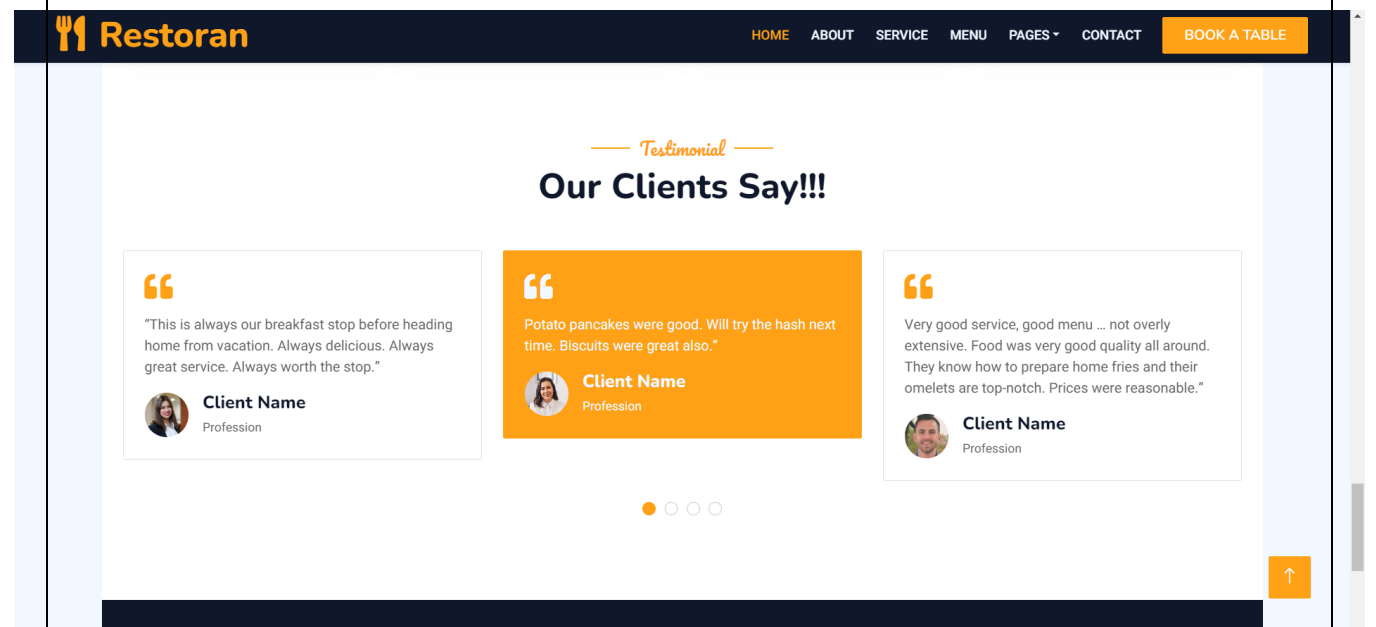 Restoran
HOME ABOUT SERVICE MENU PAGES CONTACT BOOK A TABLE
Testimonial
Our Clients Say!!!
“This is always our breakfast stop before heading
home from vacation. Always delicious. Always
great service. Always worth the stop.”
Client Name
Profession
Potato pancakes were good. Will try the hash next
time. Biscuits were great also.”
Client Name
Profession
Very good service, good menu … not overly
extensive. Food was very good quality all around.
They know how to prepare home fries and their
omelets are top-notch. Prices were reasonable.”
Client Name
Profession